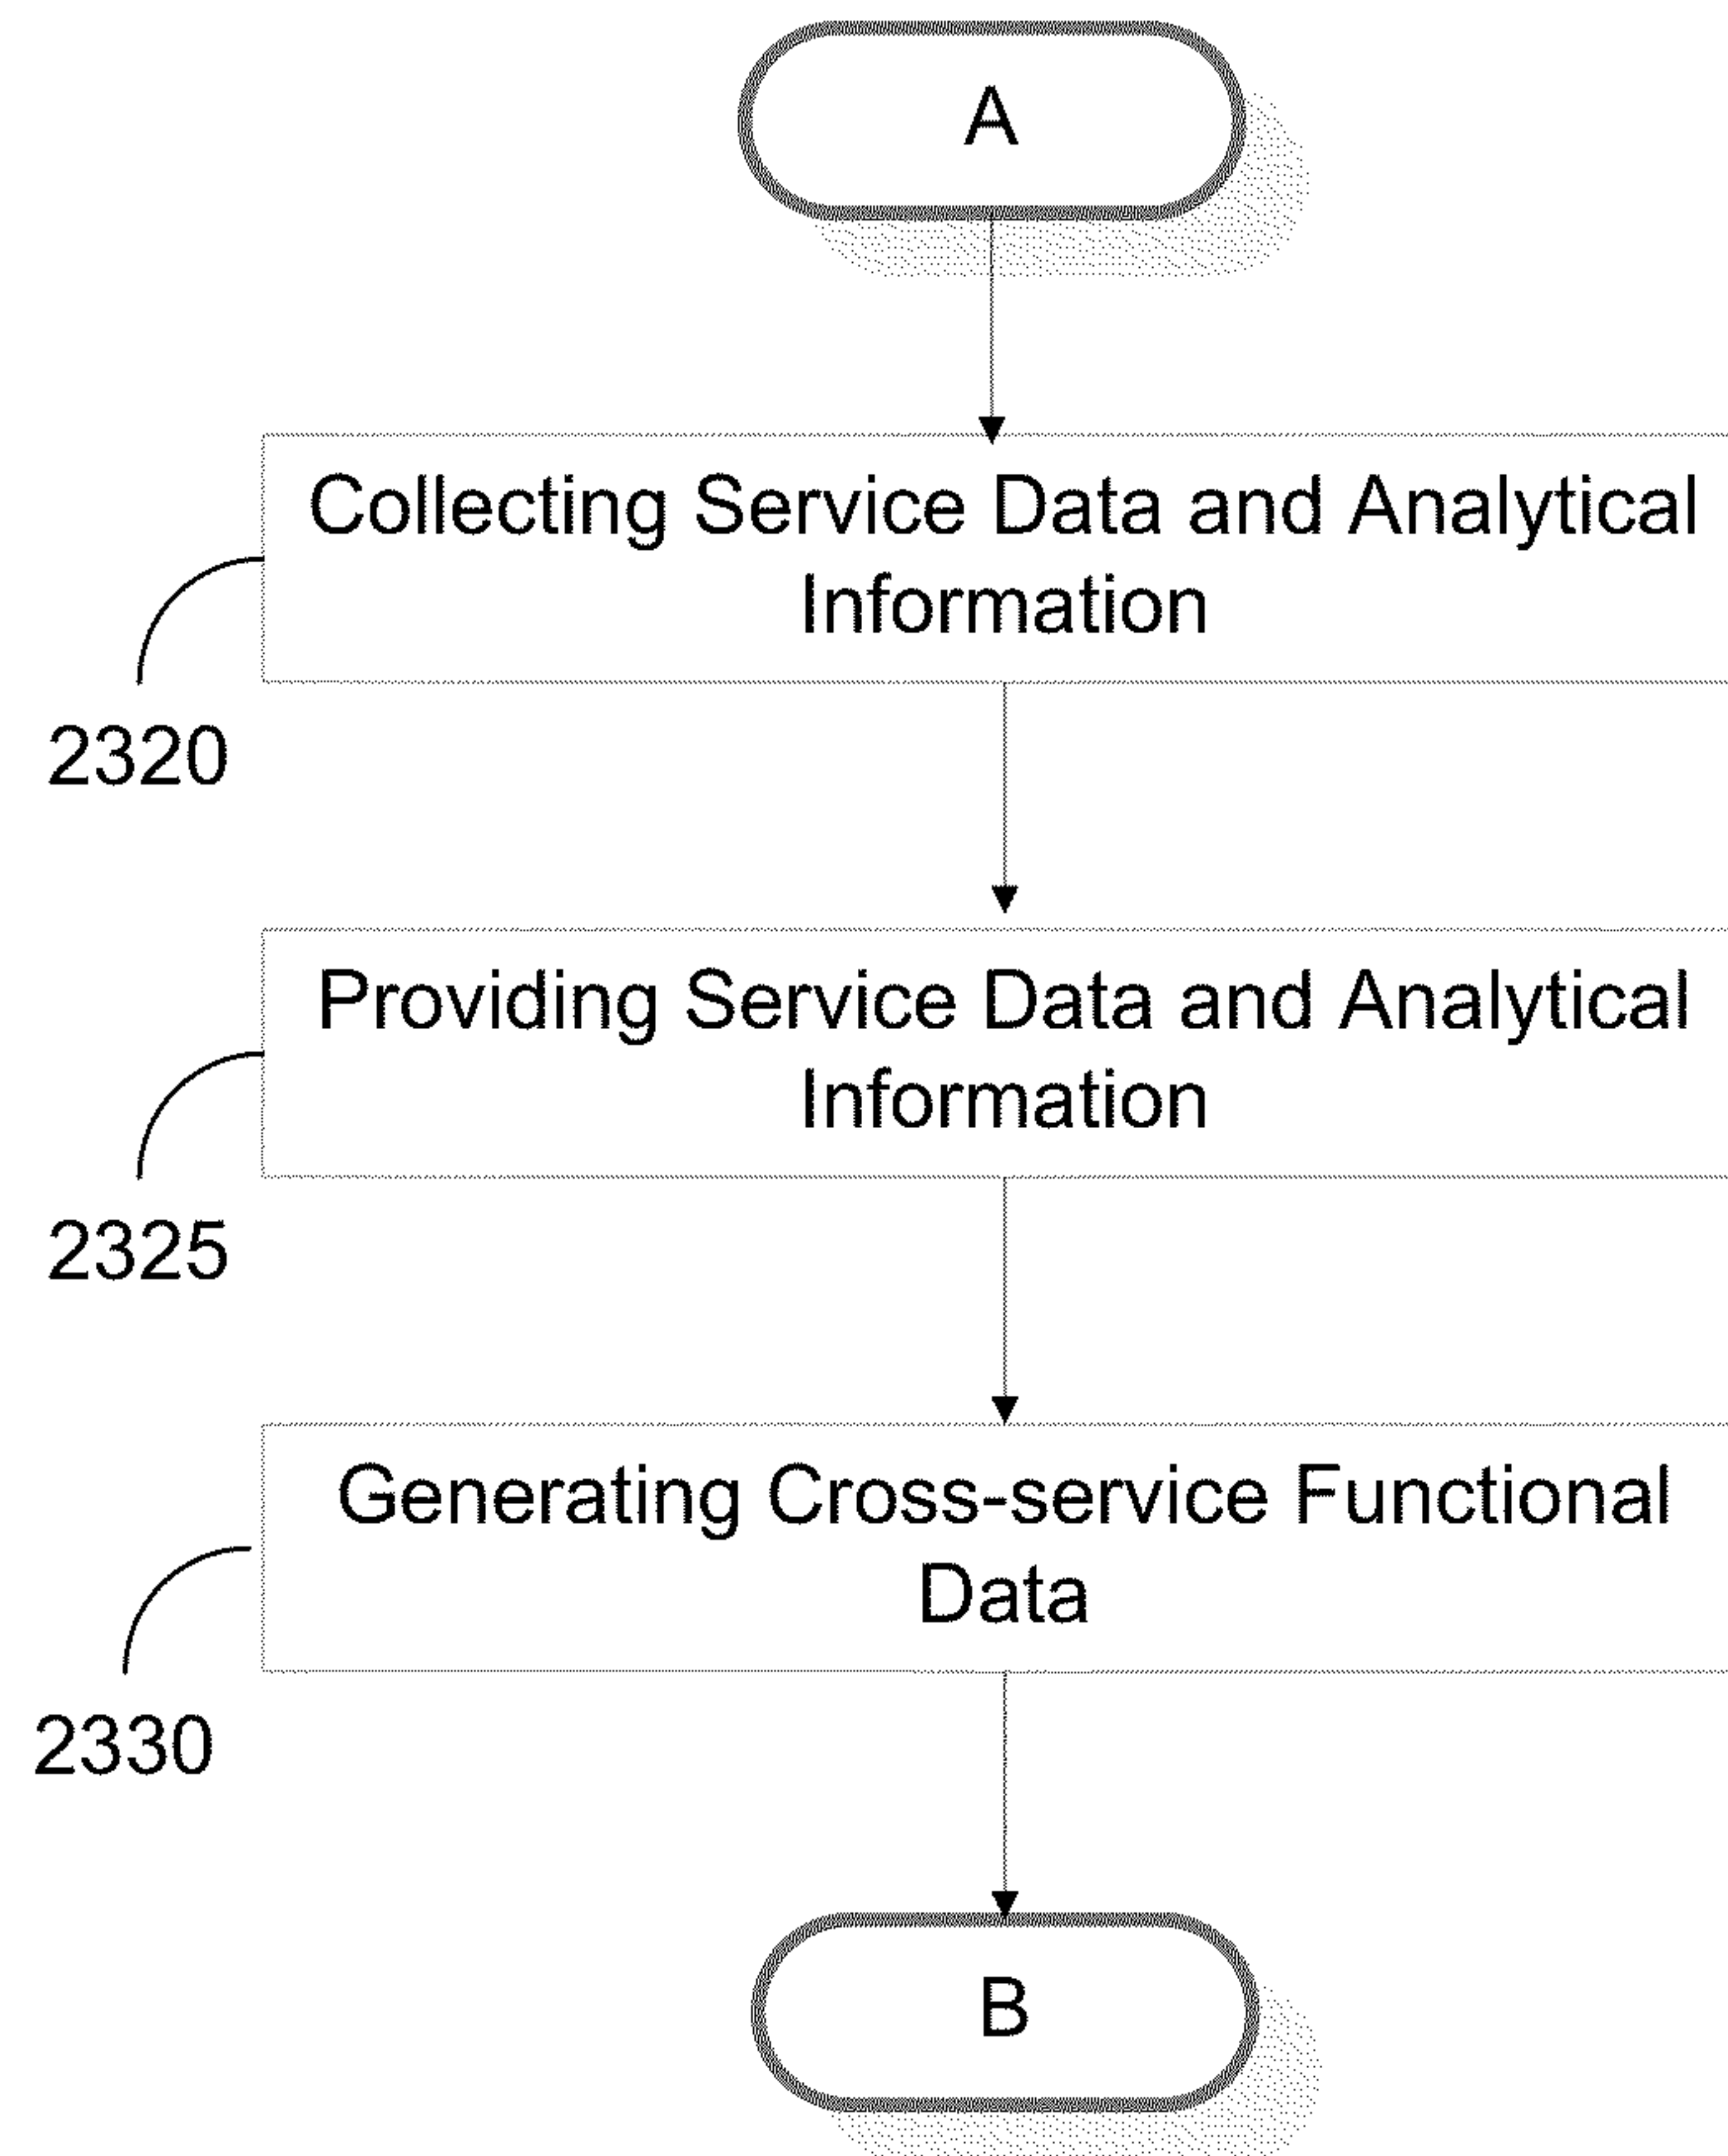 A
Collecting Service Data and Analytical
Information
2320
Providing Service Data and Analytical
Information
2325
Generating Cross-service Functional
Data
2330
B